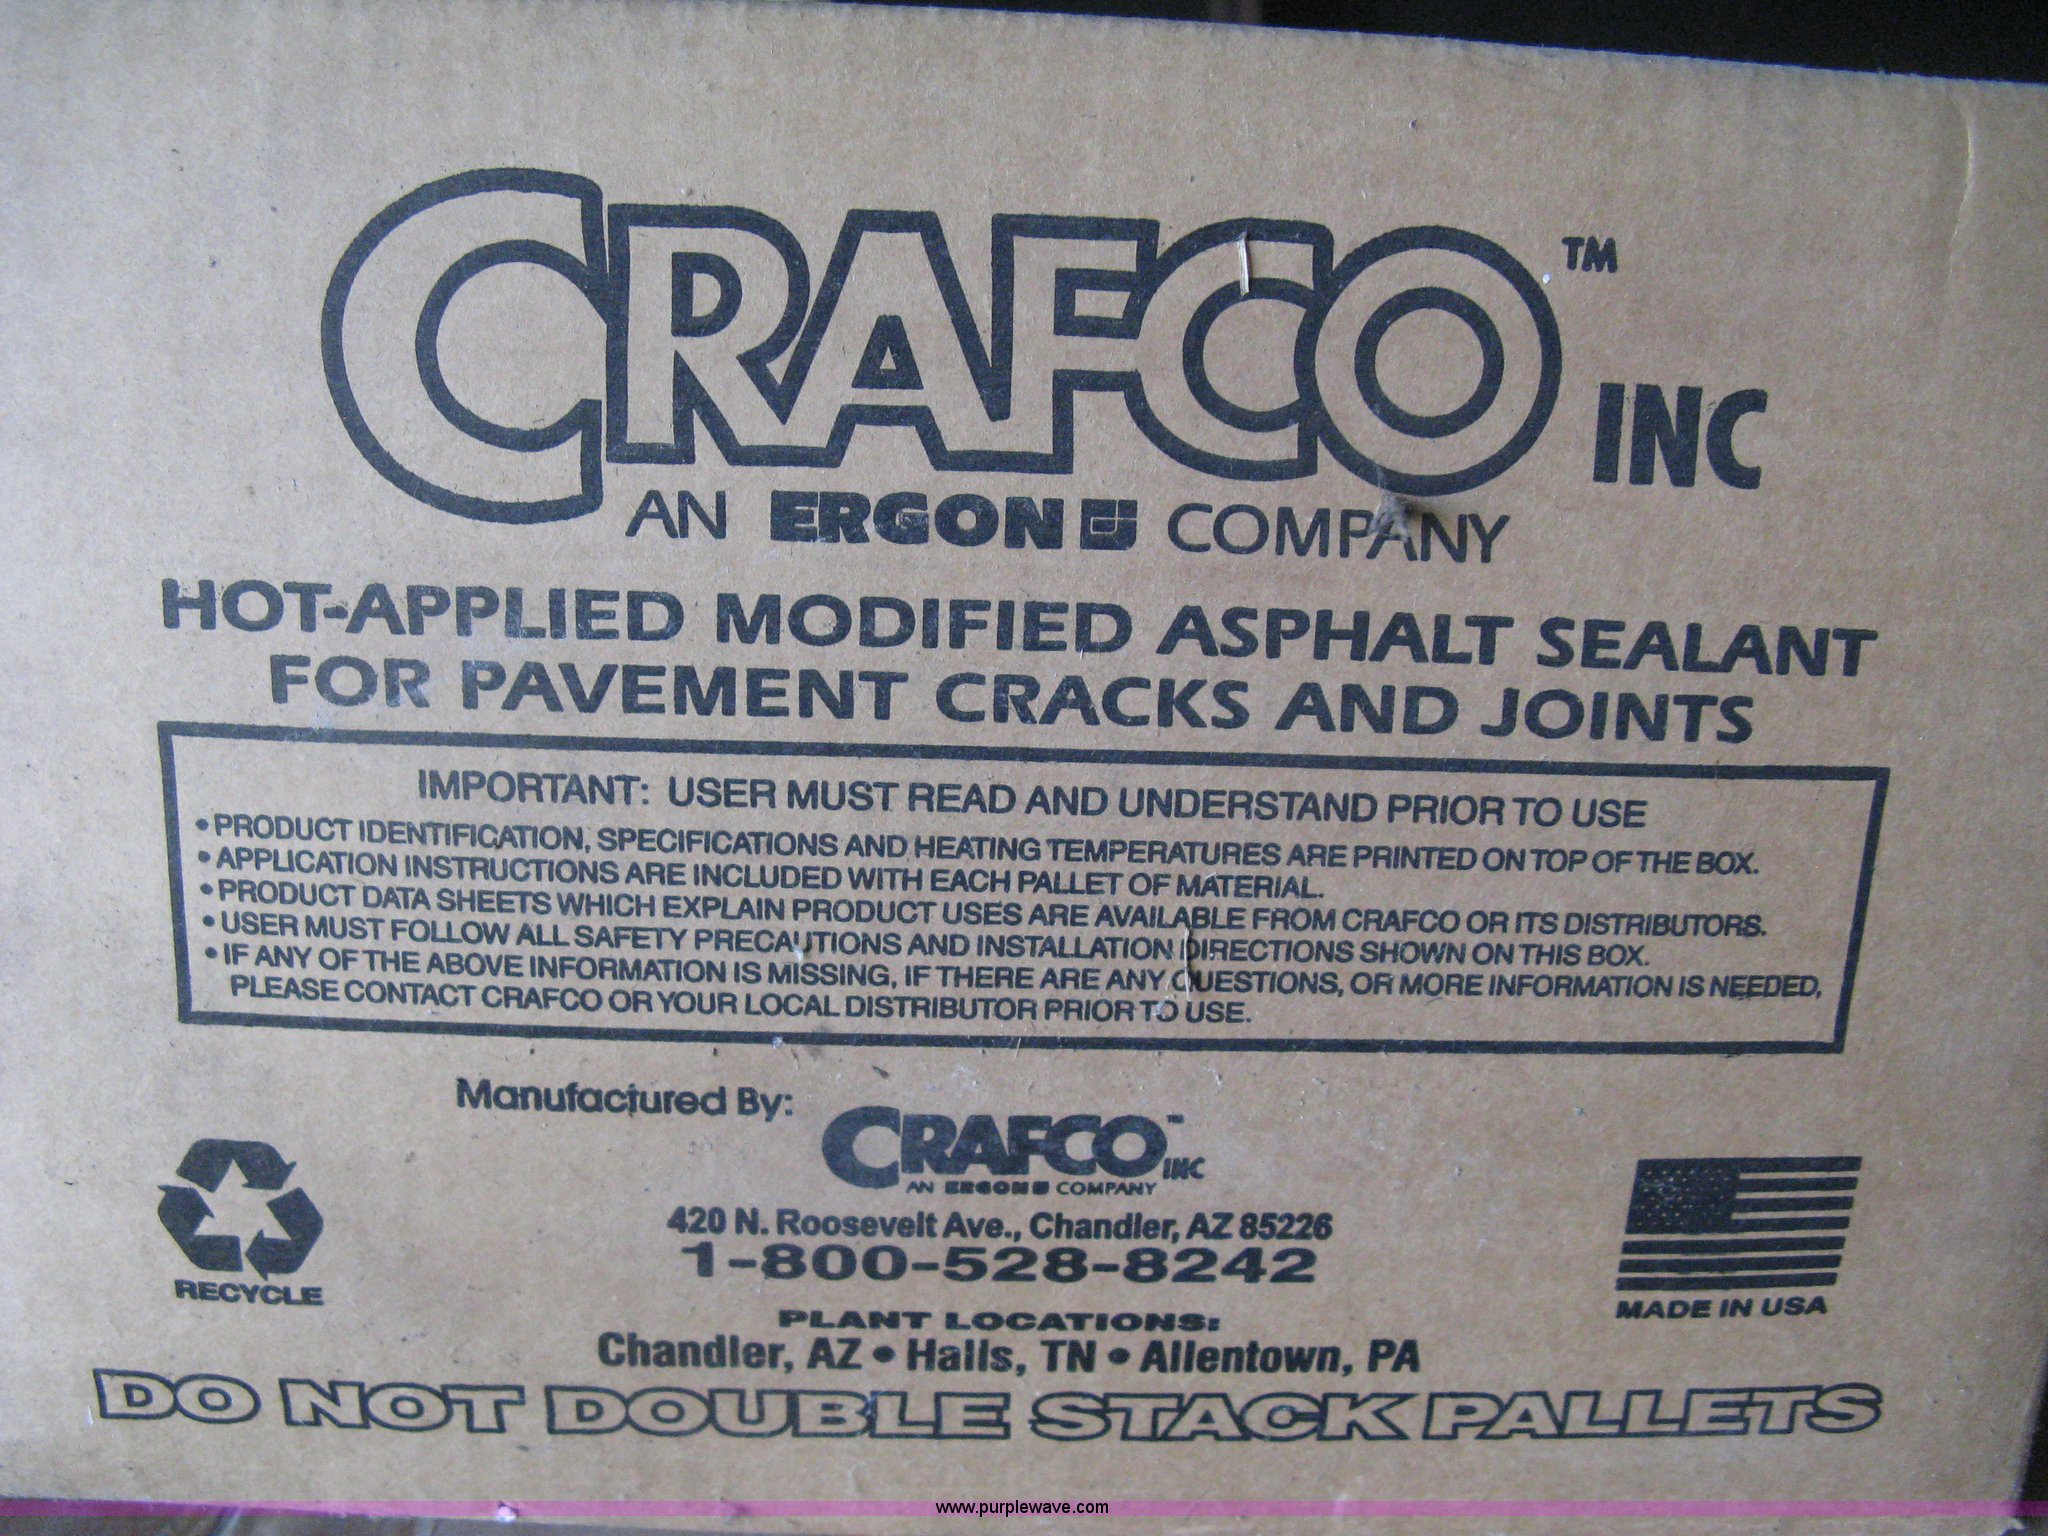 CRAFCO™ INC
AN ERGON COMPANY
HOT-APPLIED MODIFIED ASPHALT SEALANT
FOR PAVEMENT CRACKS AND JOINTS
IMPORTANT: USER MUST READ AND UNDERSTAND PRIOR TO USE
• PRODUCT IDENTIFICATION, SPECIFICATIONS AND HEATING TEMPERATURES ARE PRINTED ON TOP OF THE BOX.
• APPLICATION INSTRUCTIONS ARE INCLUDED WITH EACH PALLET OF MATERIAL.
• PRODUCT DATA SHEETS WHICH EXPLAIN PRODUCT USES ARE AVAILABLE FROM CRAFCO OR ITS DISTRIBUTORS.
• USER MUST FOLLOW ALL SAFETY PRECAUTIONS AND INSTALLATION DIRECTIONS SHOWN ON THIS BOX.
• IF ANY OF THE ABOVE INFORMATION IS MISSING, IF THERE ARE ANY QUESTIONS, OR MORE INFORMATION IS NEEDED,
PLEASE CONTACT CRAFCO OR YOUR LOCAL DISTRIBUTOR PRIOR TO USE.
Manufactured By:
CRAFCO™ INC
AN ERGON COMPANY
420 N. Roosevelt Ave., Chandler, AZ 85226
1-800-528-8242
RECYCLE
MADE IN USA
PLANT LOCATIONS:
Chandler, AZ • Halls, TN • Allentown, PA
DO NOT DOUBLE STACK PALLETS
www.purplewave.com